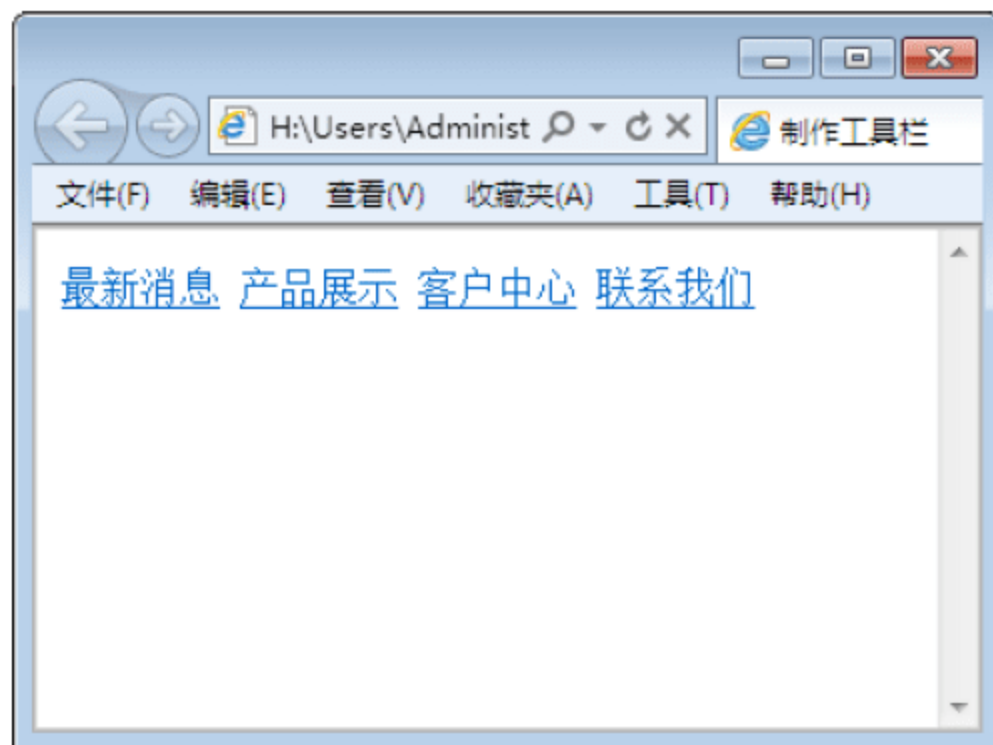 H:\Users\Administ 制作工具栏
文件(F) 编辑(E) 查看(V) 收藏夹(A) 工具(T) 帮助(H)
最新消息 产品展示 客户中心 联系我们